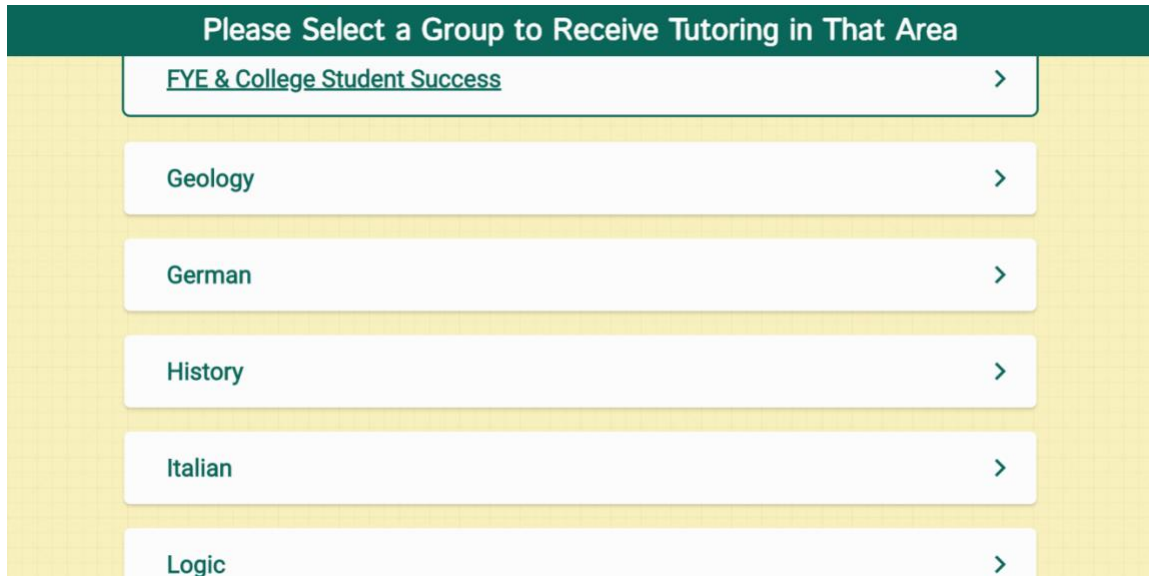 Please Select a Group to Receive Tutoring in That Area
FYE & College Student Success
Geology
German
History
Italian
Logic